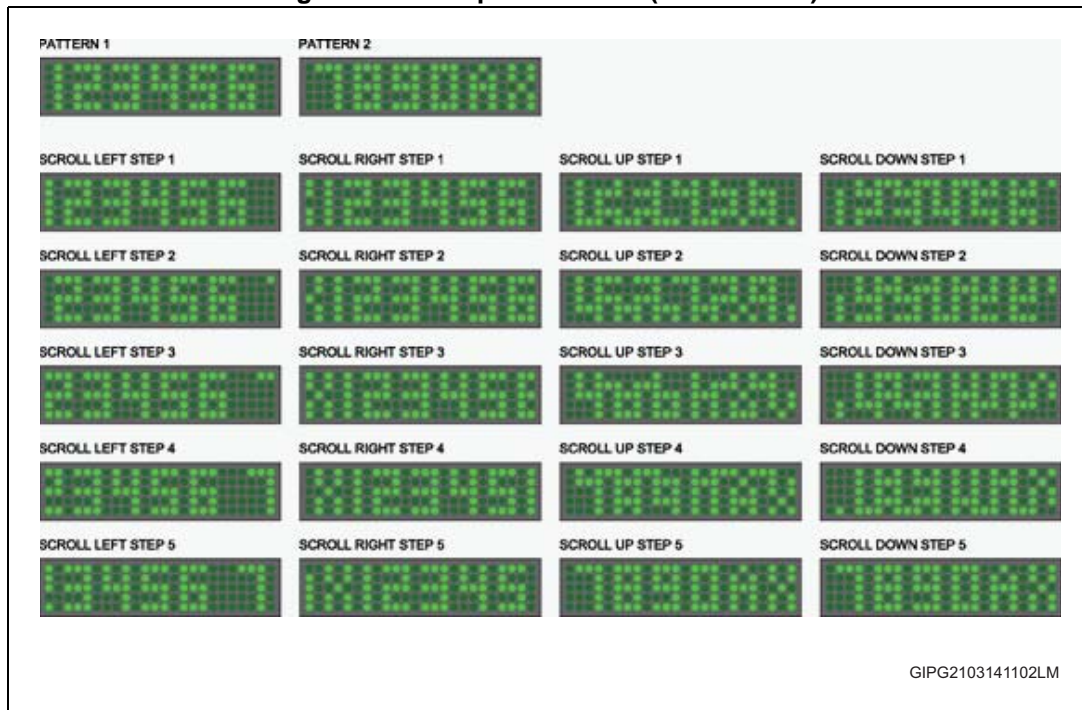 PATTERN 1 PATTERN 2
123456
SCROLL LEFT STEP 1 SCROLL RIGHT STEP 1 SCROLL UP STEP 1 SCROLL DOWN STEP 1
SCROLL LEFT STEP 2 SCROLL RIGHT STEP 2 SCROLL UP STEP 2 SCROLL DOWN STEP 2
SCROLL LEFT STEP 3 SCROLL RIGHT STEP 3 SCROLL UP STEP 3 SCROLL DOWN STEP 3
SCROLL LEFT STEP 4 SCROLL RIGHT STEP 4 SCROLL UP STEP 4 SCROLL DOWN STEP 4
SCROLL LEFT STEP 5 SCROLL RIGHT STEP 5 SCROLL UP STEP 5 SCROLL DOWN STEP 5
GIPG2103141102LM